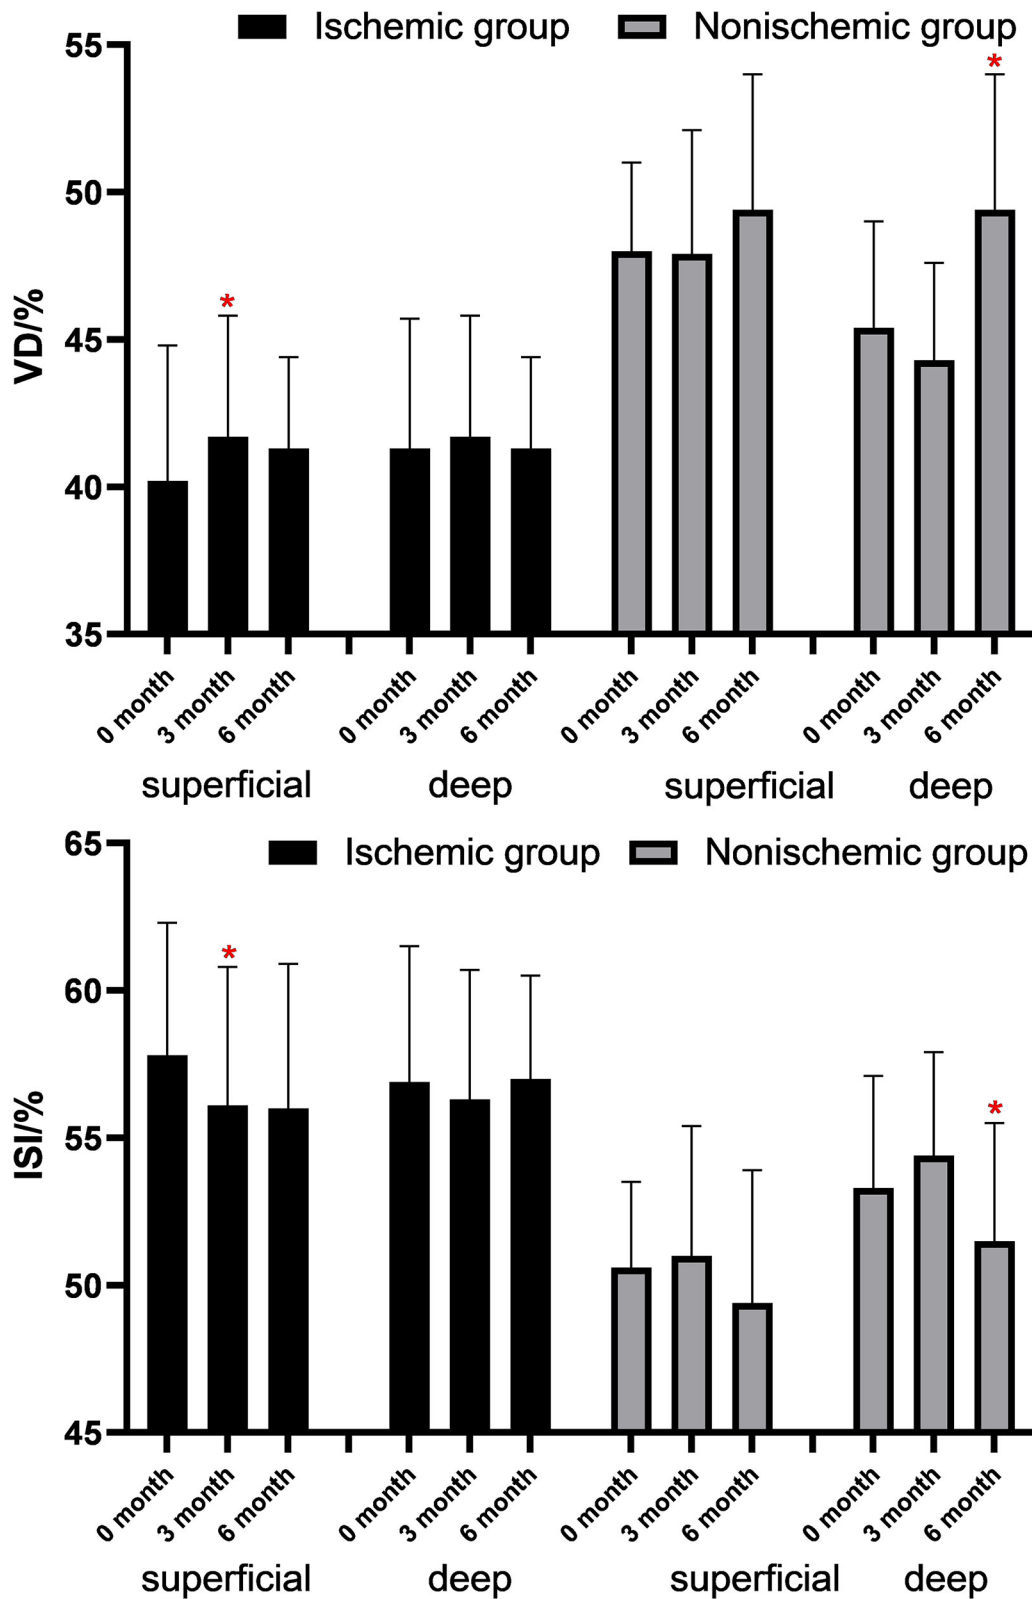 Ischemic group Nonischemic group
55
*
50
*
45
VD/%
40
35
0 month 3 month 6 month 0 month 3 month 6 month 0 month 3 month 6 month 0 month 3 month 6 month
superficial deep superficial deep
65
Ischemic group Nonischemic group
*
60
*
55
ISI/%
50
45
0 month 3 month 6 month 0 month 3 month 6 month 0 month 3 month 6 month 0 month 3 month 6 month
superficial deep superficial deep